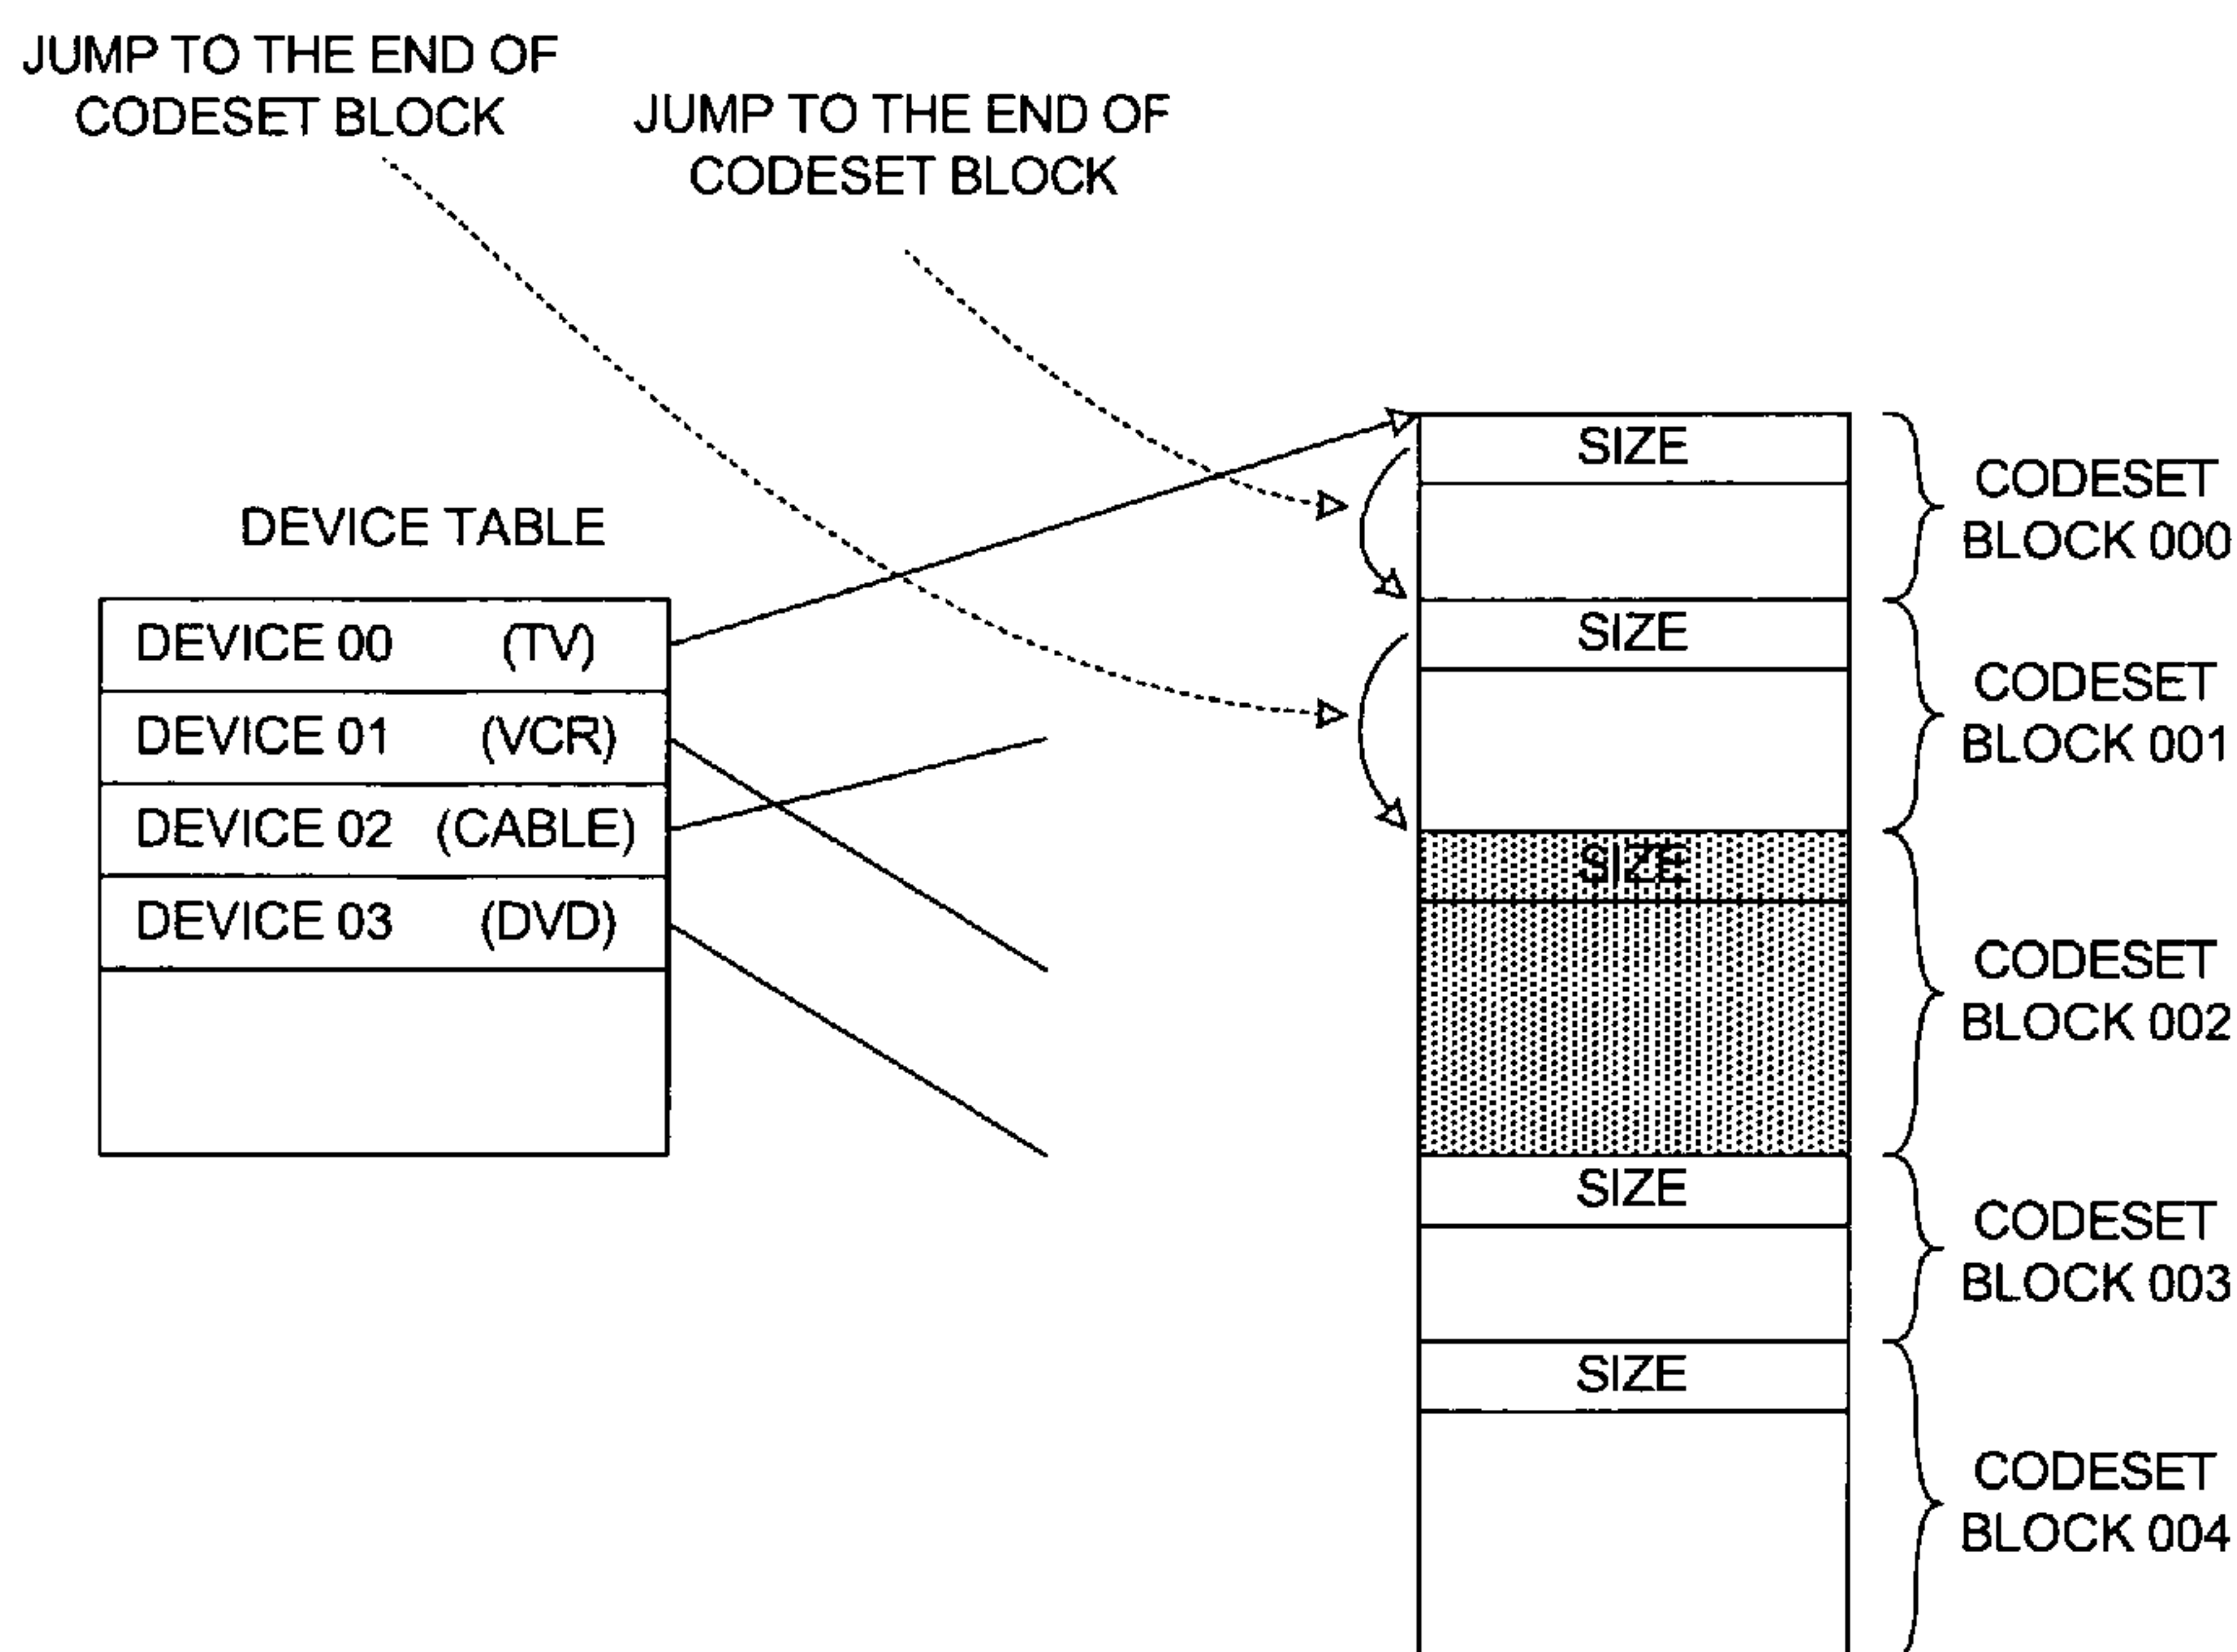 JUMP TO THE END OF
CODESET BLOCK
JUMP TO THE END OF
CODESET BLOCK
DEVICE TABLE
DEVICE 00 (TV)
DEVICE 01 (VCR)
DEVICE 02 (CABLE)
DEVICE 03 (DVD)
SIZE
CODESET
BLOCK 000
SIZE
CODESET
BLOCK 001
SIZE
CODESET
BLOCK 002
SIZE
CODESET
BLOCK 003
SIZE
CODESET
BLOCK 004